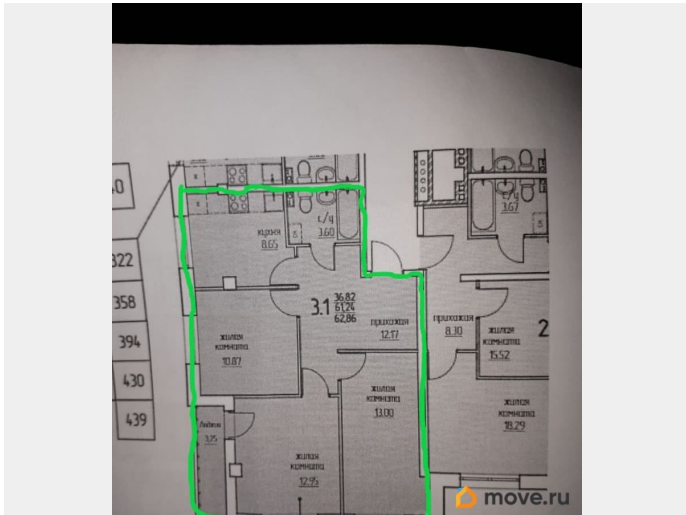 40
322
358
394
430
439
кухня
8.65
с/у
3.60
с/у
3.67
3.1
36.82
61.24
62.86
прихожая
12.17
прихожая
8.30
жилая
комната
15.52
2
жилая
комната
10.87
жилая
комната
13.00
жилая
комната
18.29
Лоджия
3.25
жилая
комната
12.95
move.ru